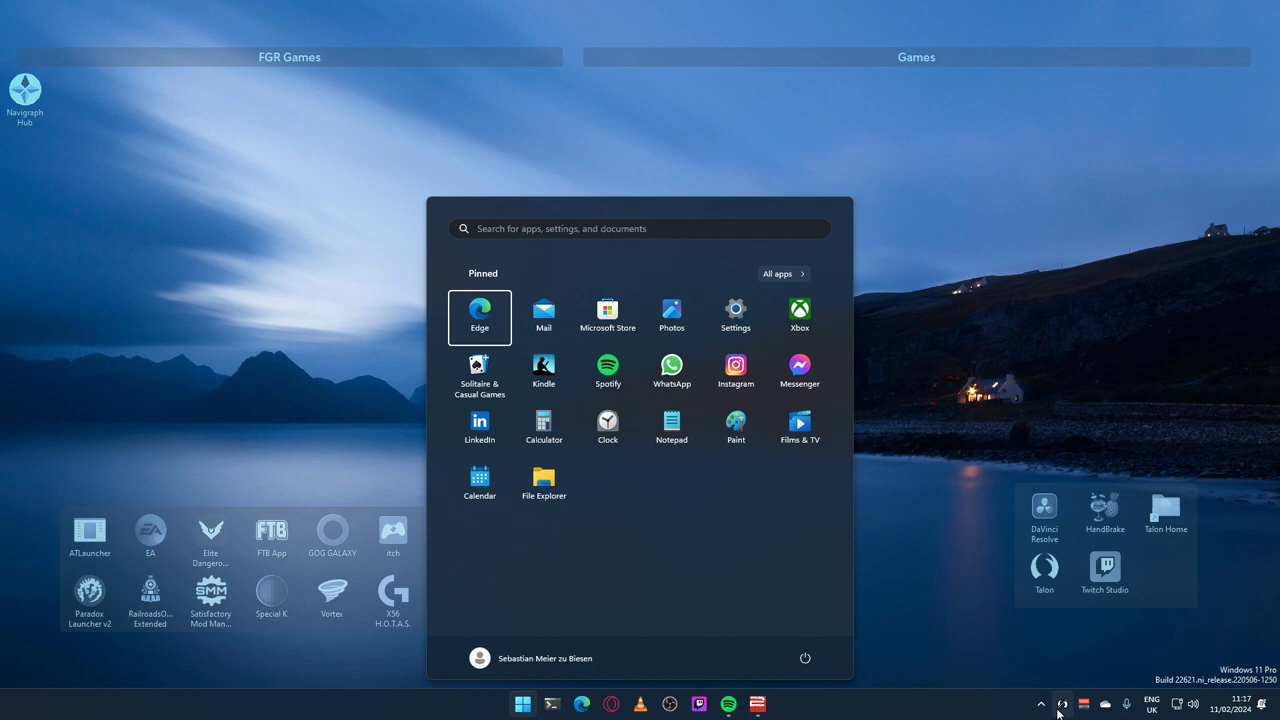 FGR Games
Games
Navigraph
Hub
Search for apps, settings, and documents
Pinned
All apps
Edge
Mail
Microsoft Store
Photos
Settings
Xbox
Solitaire &
Casual Games
Kindle
Spotify
WhatsApp
Instagram
Messenger
LinkedIn
Calculator
Clock
Notepad
Paint
Films & TV
Calendar
File Explorer
ATLauncher
EA
Elite
Dangero...
FTB App
GOG GALAXY
itch
Paradox
Launcher v2
RailroadsO...
Extended
Satisfactory
Mod Man...
Special K
Vortex
X56
H.O.T.A.S.
DaVinci
Resolve
HandBrake
Talon Home
Talon
Twitch Studio
Sebastian Meier zu Biesen
Windows 11 Pro
Build 22621.ni_release.220506-1250
ENG
UK
11:17
11/02/2024